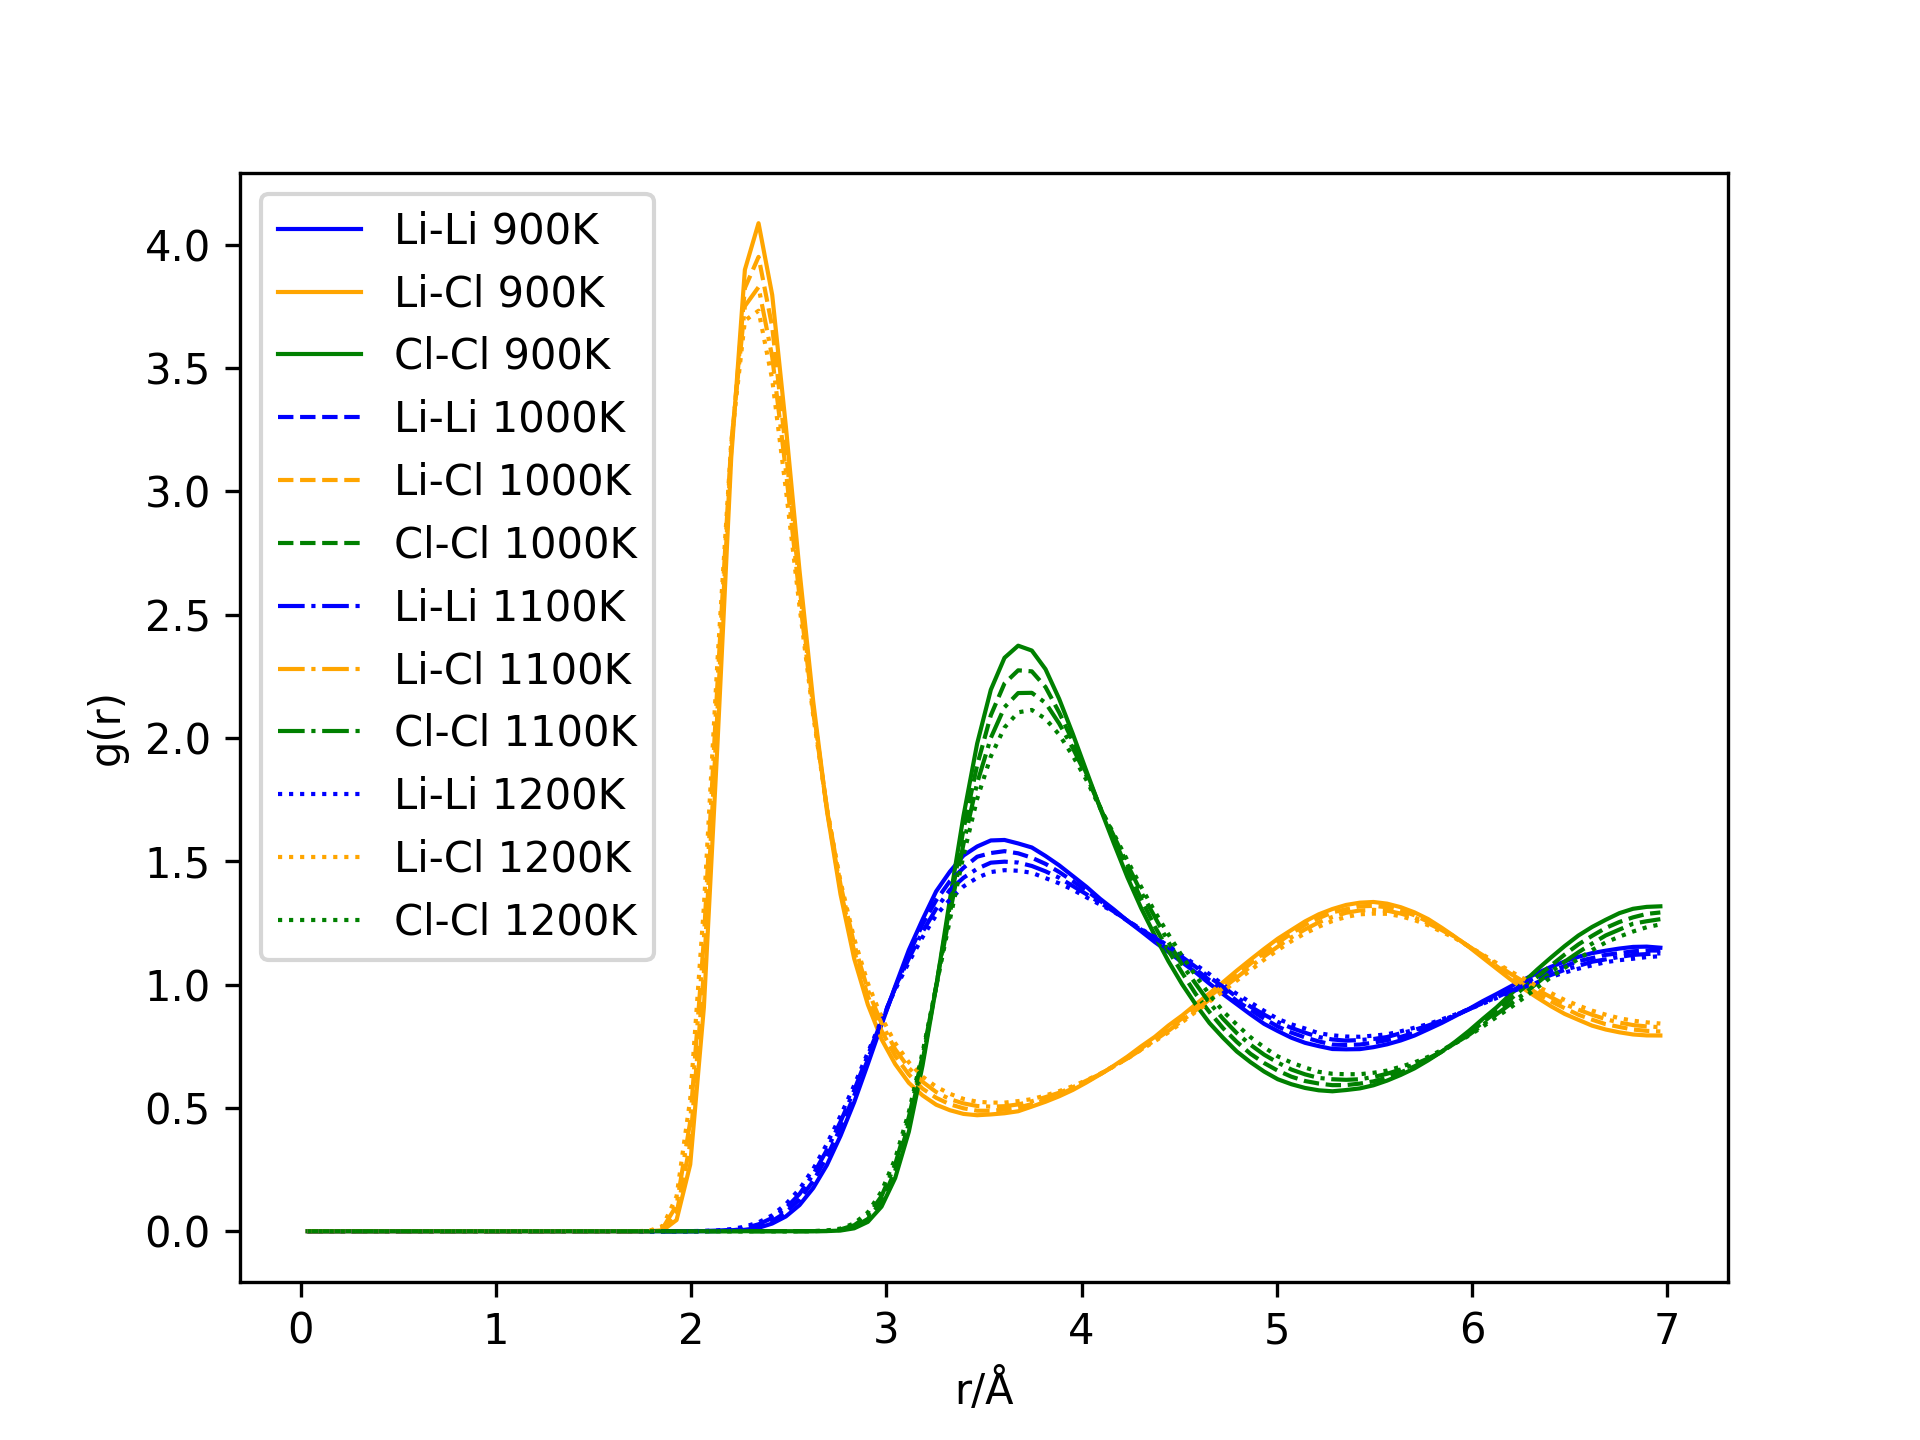 Li-Li 900K
Li-Cl 900K
Cl-Cl 900K
Li-Li 1000K
Li-Cl 1000K
Cl-Cl 1000K
Li-Li 1100K
Li-Cl 1100K
Cl-Cl 1100K
Li-Li 1200K
Li-Cl 1200K
Cl-Cl 1200K
4.0
3.5
3.0
2.5
2.0
1.5
1.0
0.5
0.0
g(r)
0 1 2 3 4 5 6 7
r/Å